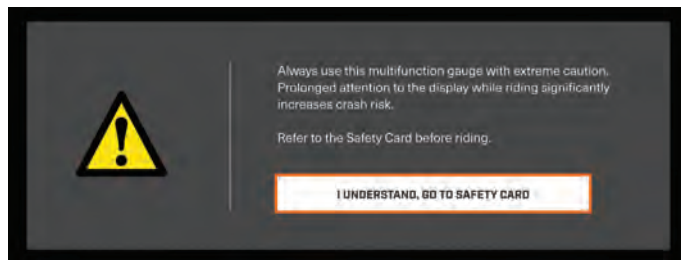 Always use this multifunction gauge with extreme caution.
Prolonged attention to the display while riding significantly
increases crash risk.
Refer to the Safety Card before riding.
I UNDERSTAND, GO TO SAFETY CARD